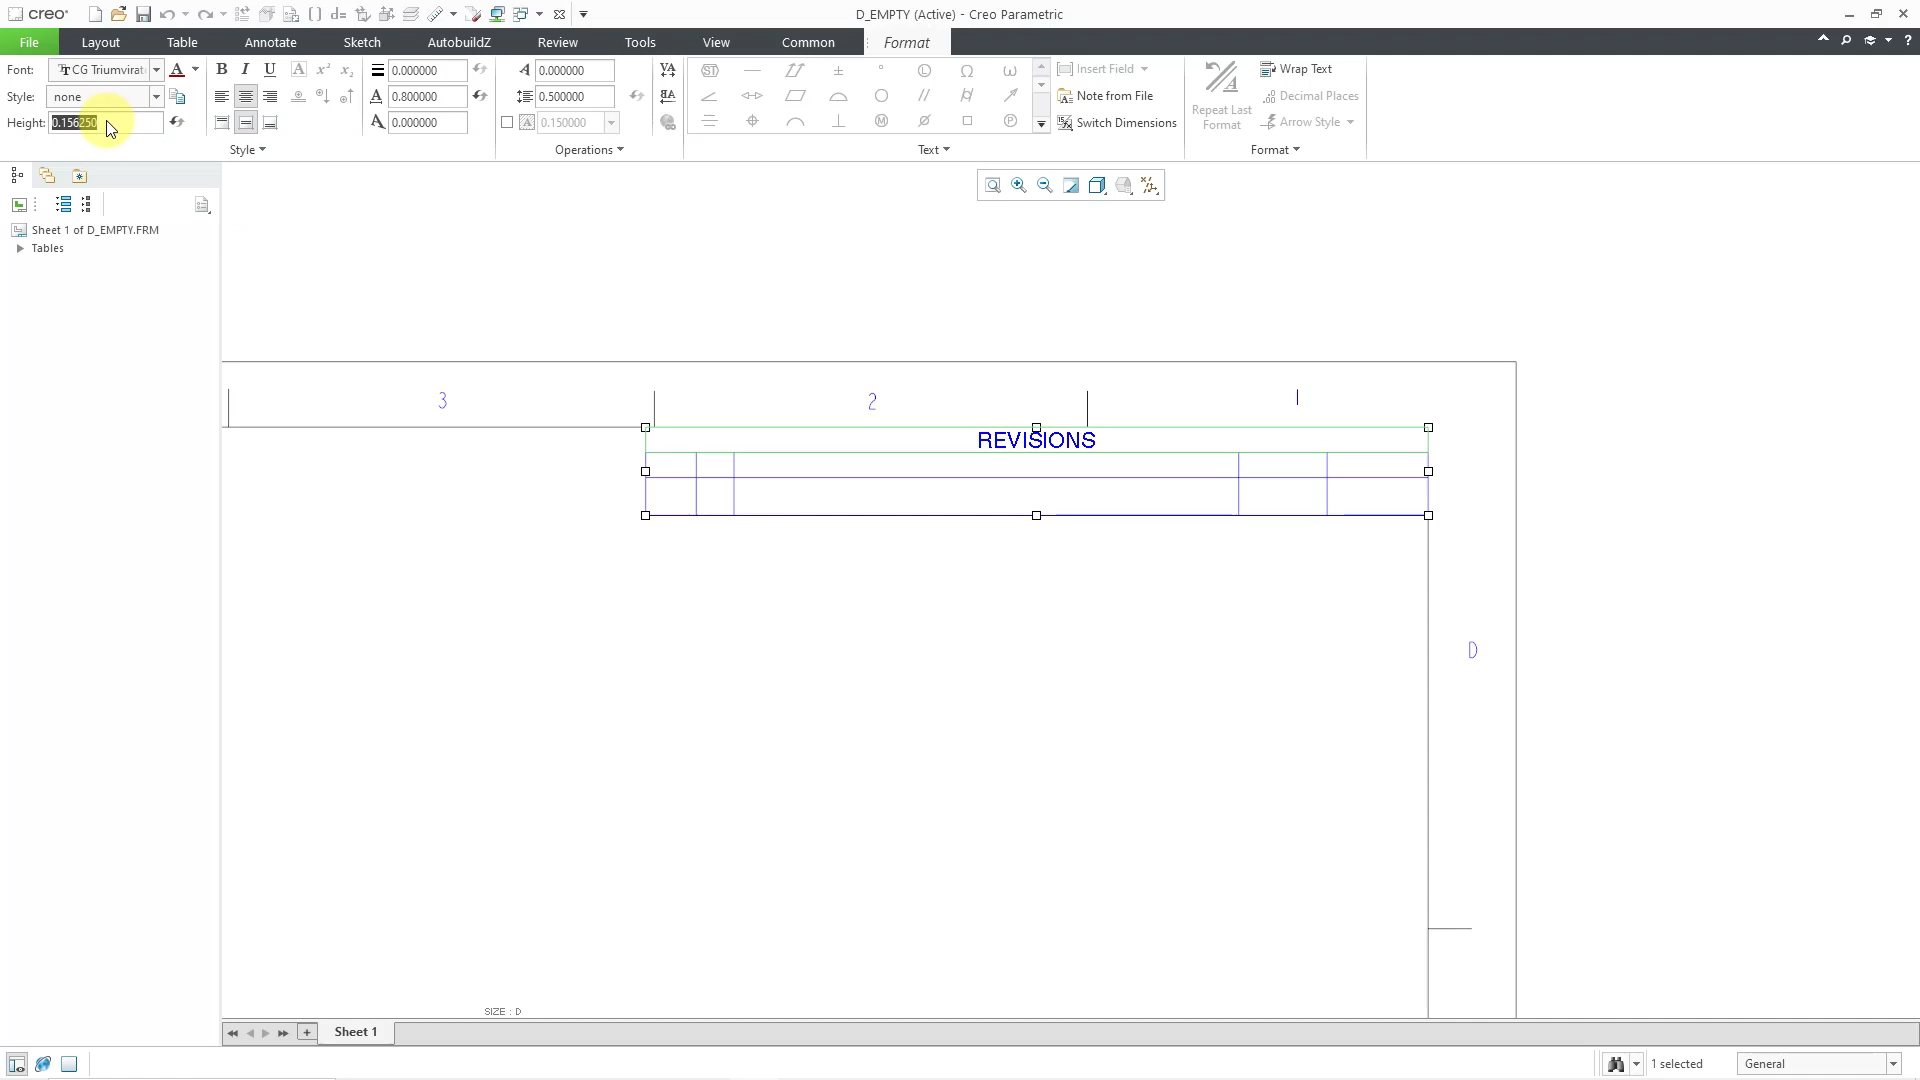 creo
D_EMPTY (Active) - Creo Parametric
File
Layout
Table
Annotate
Sketch
AutobuildZ
Review
Tools
View
Common
Format
Font:
CG Triumvirat
Style:
none
Height:
0.156250
B
I
U
Style
0.000000
0.800000
0.000000
0.000000
0.500000
0.150000
Operations
Text
Insert Field
Note from File
Switch Dimensions
Repeat Last
Format
Wrap Text
Decimal Places
Arrow Style
Format
Sheet 1 of D_EMPTY.FRM
Tables
3
2
1
REVISIONS
D
SIZE : D
Sheet 1
1 selected
General